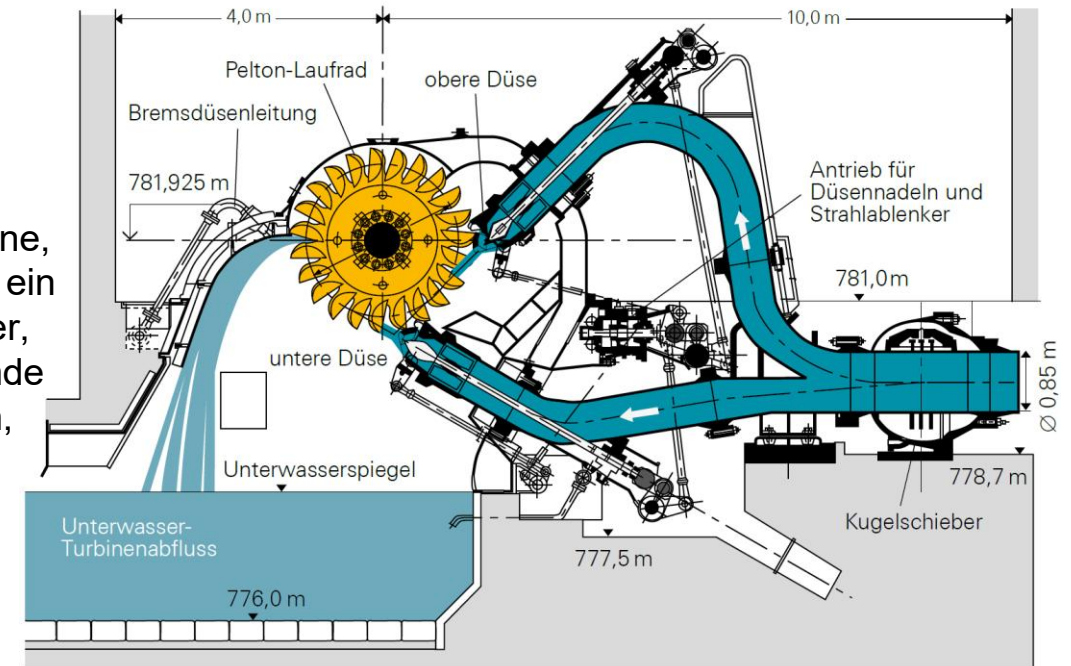 4,0 m
10,0 m
Pelton-Laufrad
obere Düse
Bremsdüsenleitung
781,925 m
Antrieb für
Düsennadeln und
Strahlablenker
ne,
ein
er,
nde
,
781,0 m
untere Düse
Ø 0,85 m
Unterwasserspiegel
778,7 m
Unterwasser-
Turbinenabfluss
Kugelschieber
777,5 m
776,0 m